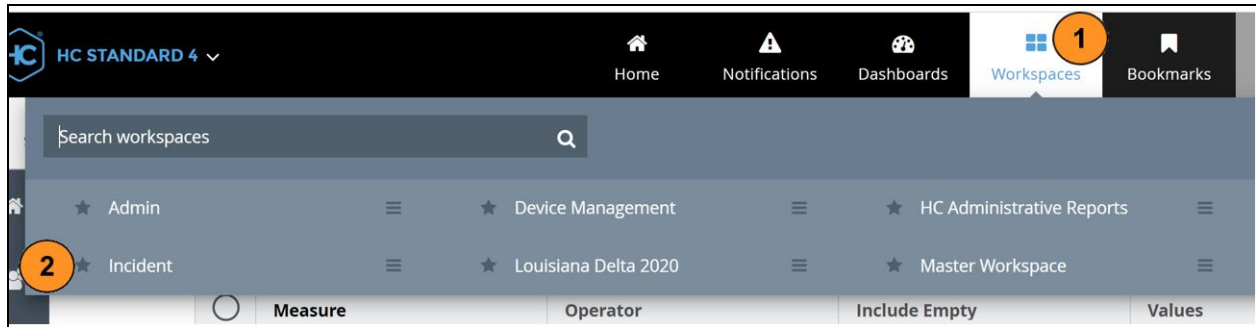 HC HC STANDARD 4
Home Notifications Dashboards Workspaces 1 Bookmarks
Search workspaces
Admin Device Management HC Administrative Reports
2 Incident Louisiana Delta 2020 Master Workspace
Measure Operator Include Empty Values